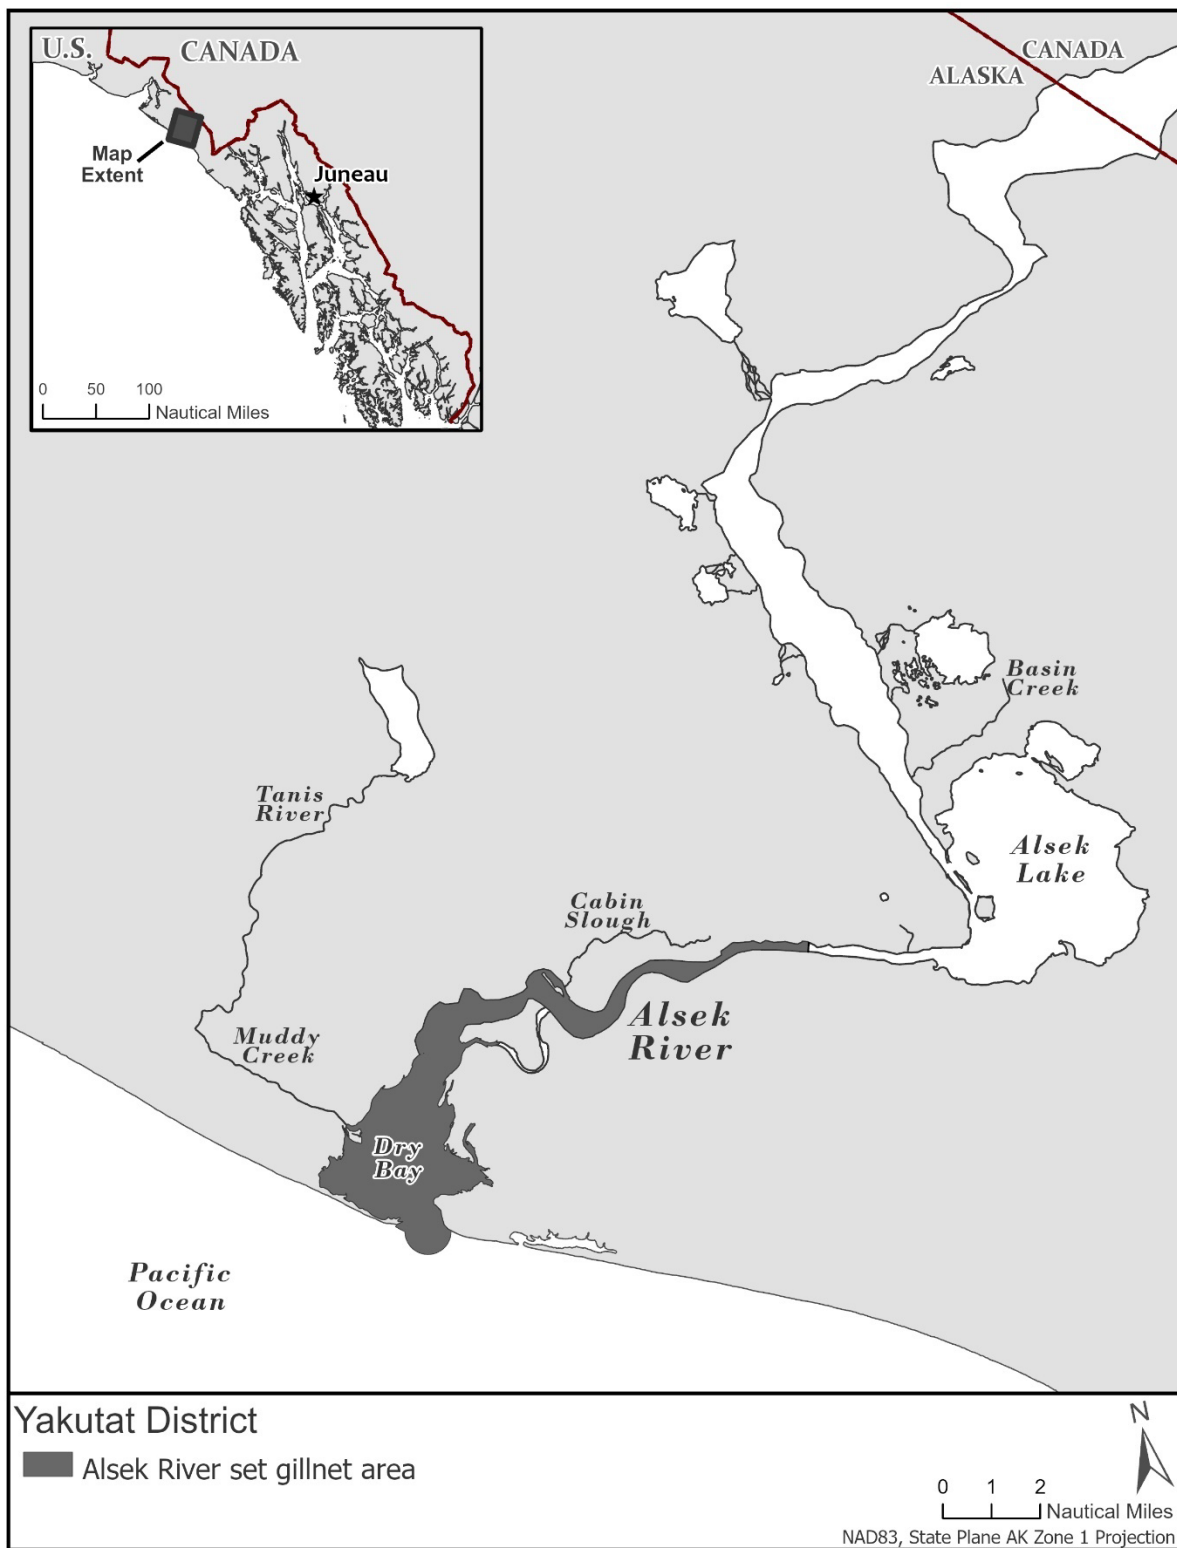 U.S.
CANADA
Map
Extent
Juneau
0 50 100
Nautical Miles
CANADA
ALASKA
Basin
Creek
Tanis
River
Alsek
Lake
Cabin
Slough
Alsek
River
Muddy
Creek
Dry
Bay
Pacific
Ocean
Yakutat District
Alsek River set gillnet area
N
0 1 2
Nautical Miles
NAD83, State Plane AK Zone 1 Projection